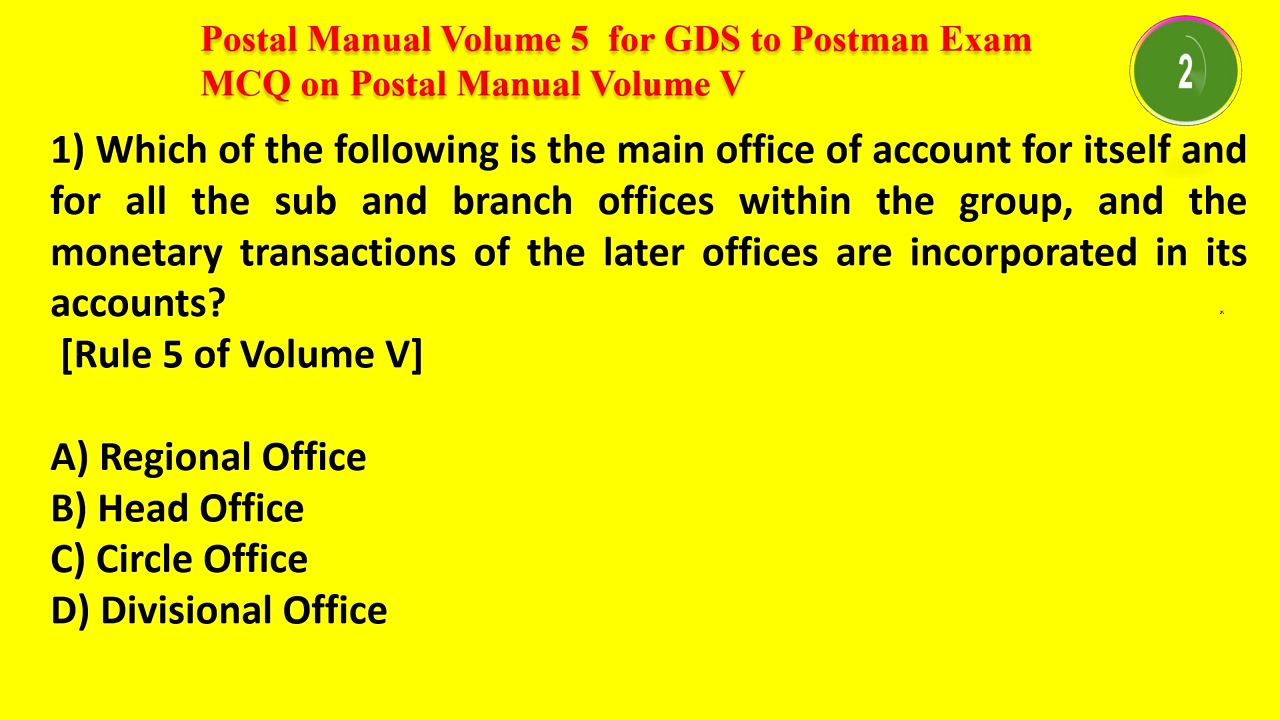 Postal Manual Volume 5 for GDS to Postman Exam
MCQ on Postal Manual Volume V
2
1) Which of the following is the main office of account for itself and
for all the sub and branch offices within the group, and the
monetary transactions of the later offices are incorporated in its
accounts?
[Rule 5 of Volume V]
A) Regional Office
B) Head Office
C) Circle Office
D) Divisional Office